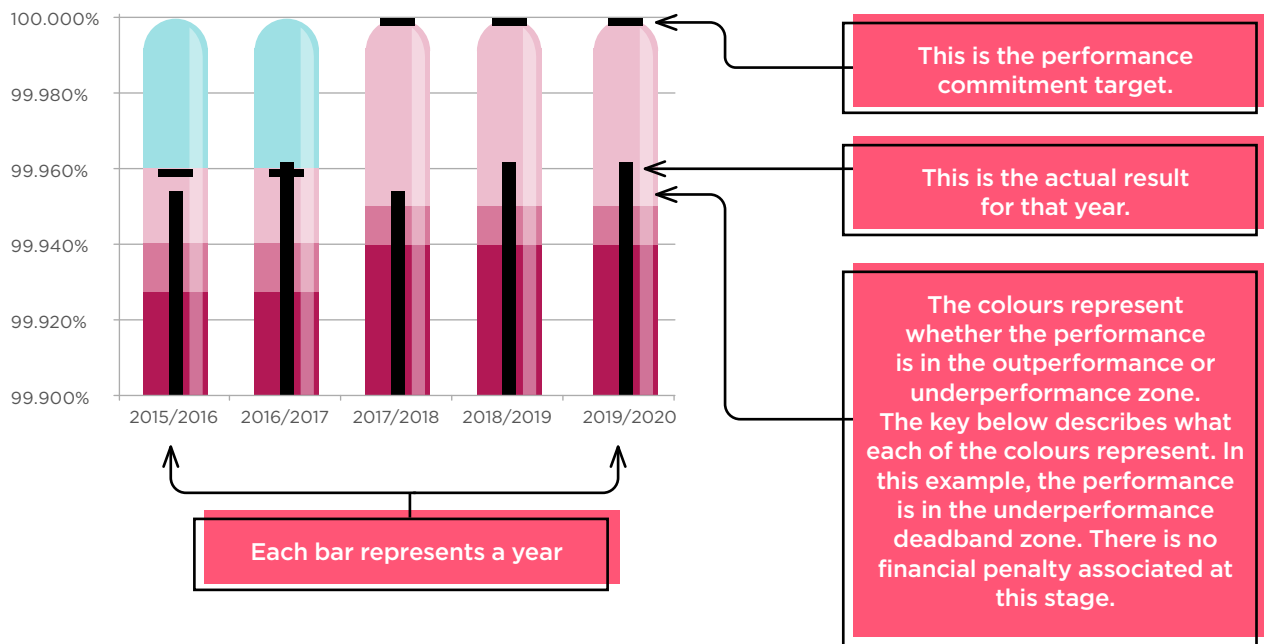 100.000%
99.980%
99.960%
99.940%
99.920%
99.900%
2015/2016
2016/2017
2017/2018
2018/2019
2019/2020
Each bar represents a year
This is the performance
commitment target.
This is the actual result
for that year.
The colours represent
whether the performance
is in the outperformance or
underperformance zone.
The key below describes what
each of the colours represent. In
this example, the performance
is in the underperformance
deadband zone. There is no
financial penalty associated at
this stage.